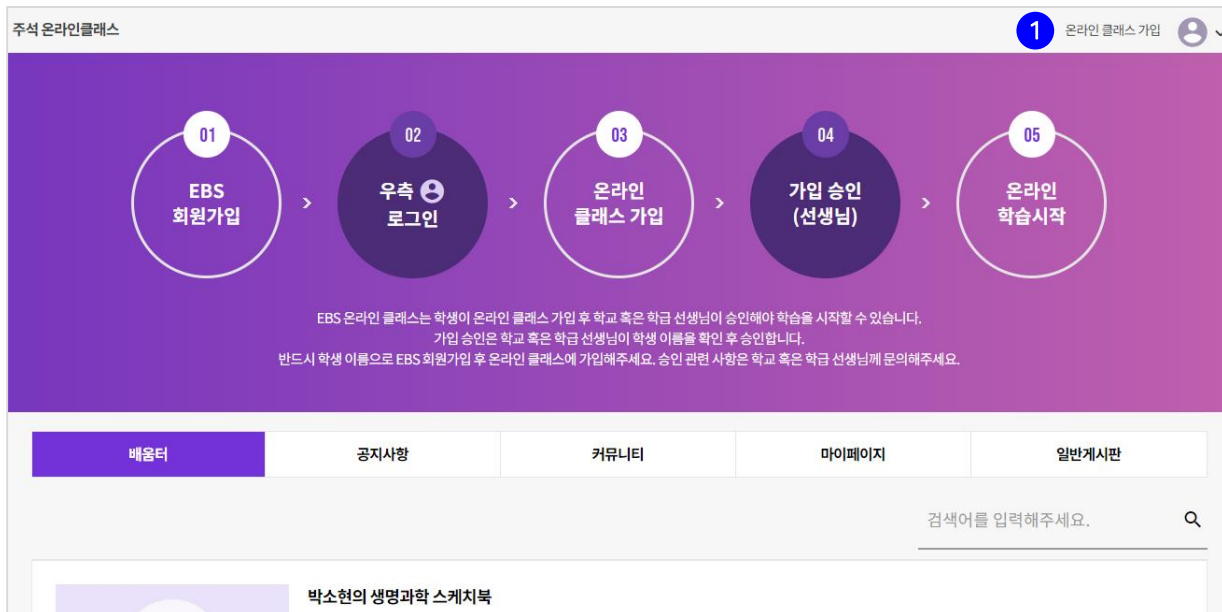 주석 온라인클래스
1 온라인 클래스 가입
01
EBS
회원가입
02
우측
로그인
03
온라인
클래스 가입
04
가입 승인
(선생님)
05
온라인
학습시작
EBS 온라인 클래스는 학생이 온라인 클래스 가입 후 학교 혹은 학급 선생님이 승인해야 학습을 시작할 수 있습니다.
가입 승인은 학교 혹은 학급 선생님이 학생 이름을 확인 후 승인합니다.
반드시 학생 이름으로 EBS 회원가입 후 온라인 클래스에 가입해주세요. 승인 관련 사항은 학교 혹은 학급 선생님께 문의해주세요.
배움터 공지사항 커뮤니티 마이페이지 일반게시판
검색어를 입력해주세요.
박소현의 생명과학 스케치북